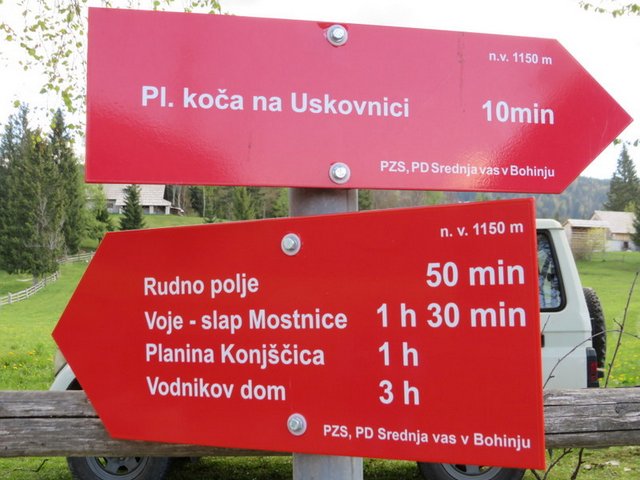 n.v. 1150 m
Pl. koča na Uskovnici 10min
PZS, PD Srednja vas v Bohinju
n. v. 1150 m
Rudno polje 50 min
Voje - slap Mostnice 1 h 30 min
Planina Konjščica 1 h
Vodnikov dom 3 h
PZS, PD Srednja vas v Bohinju